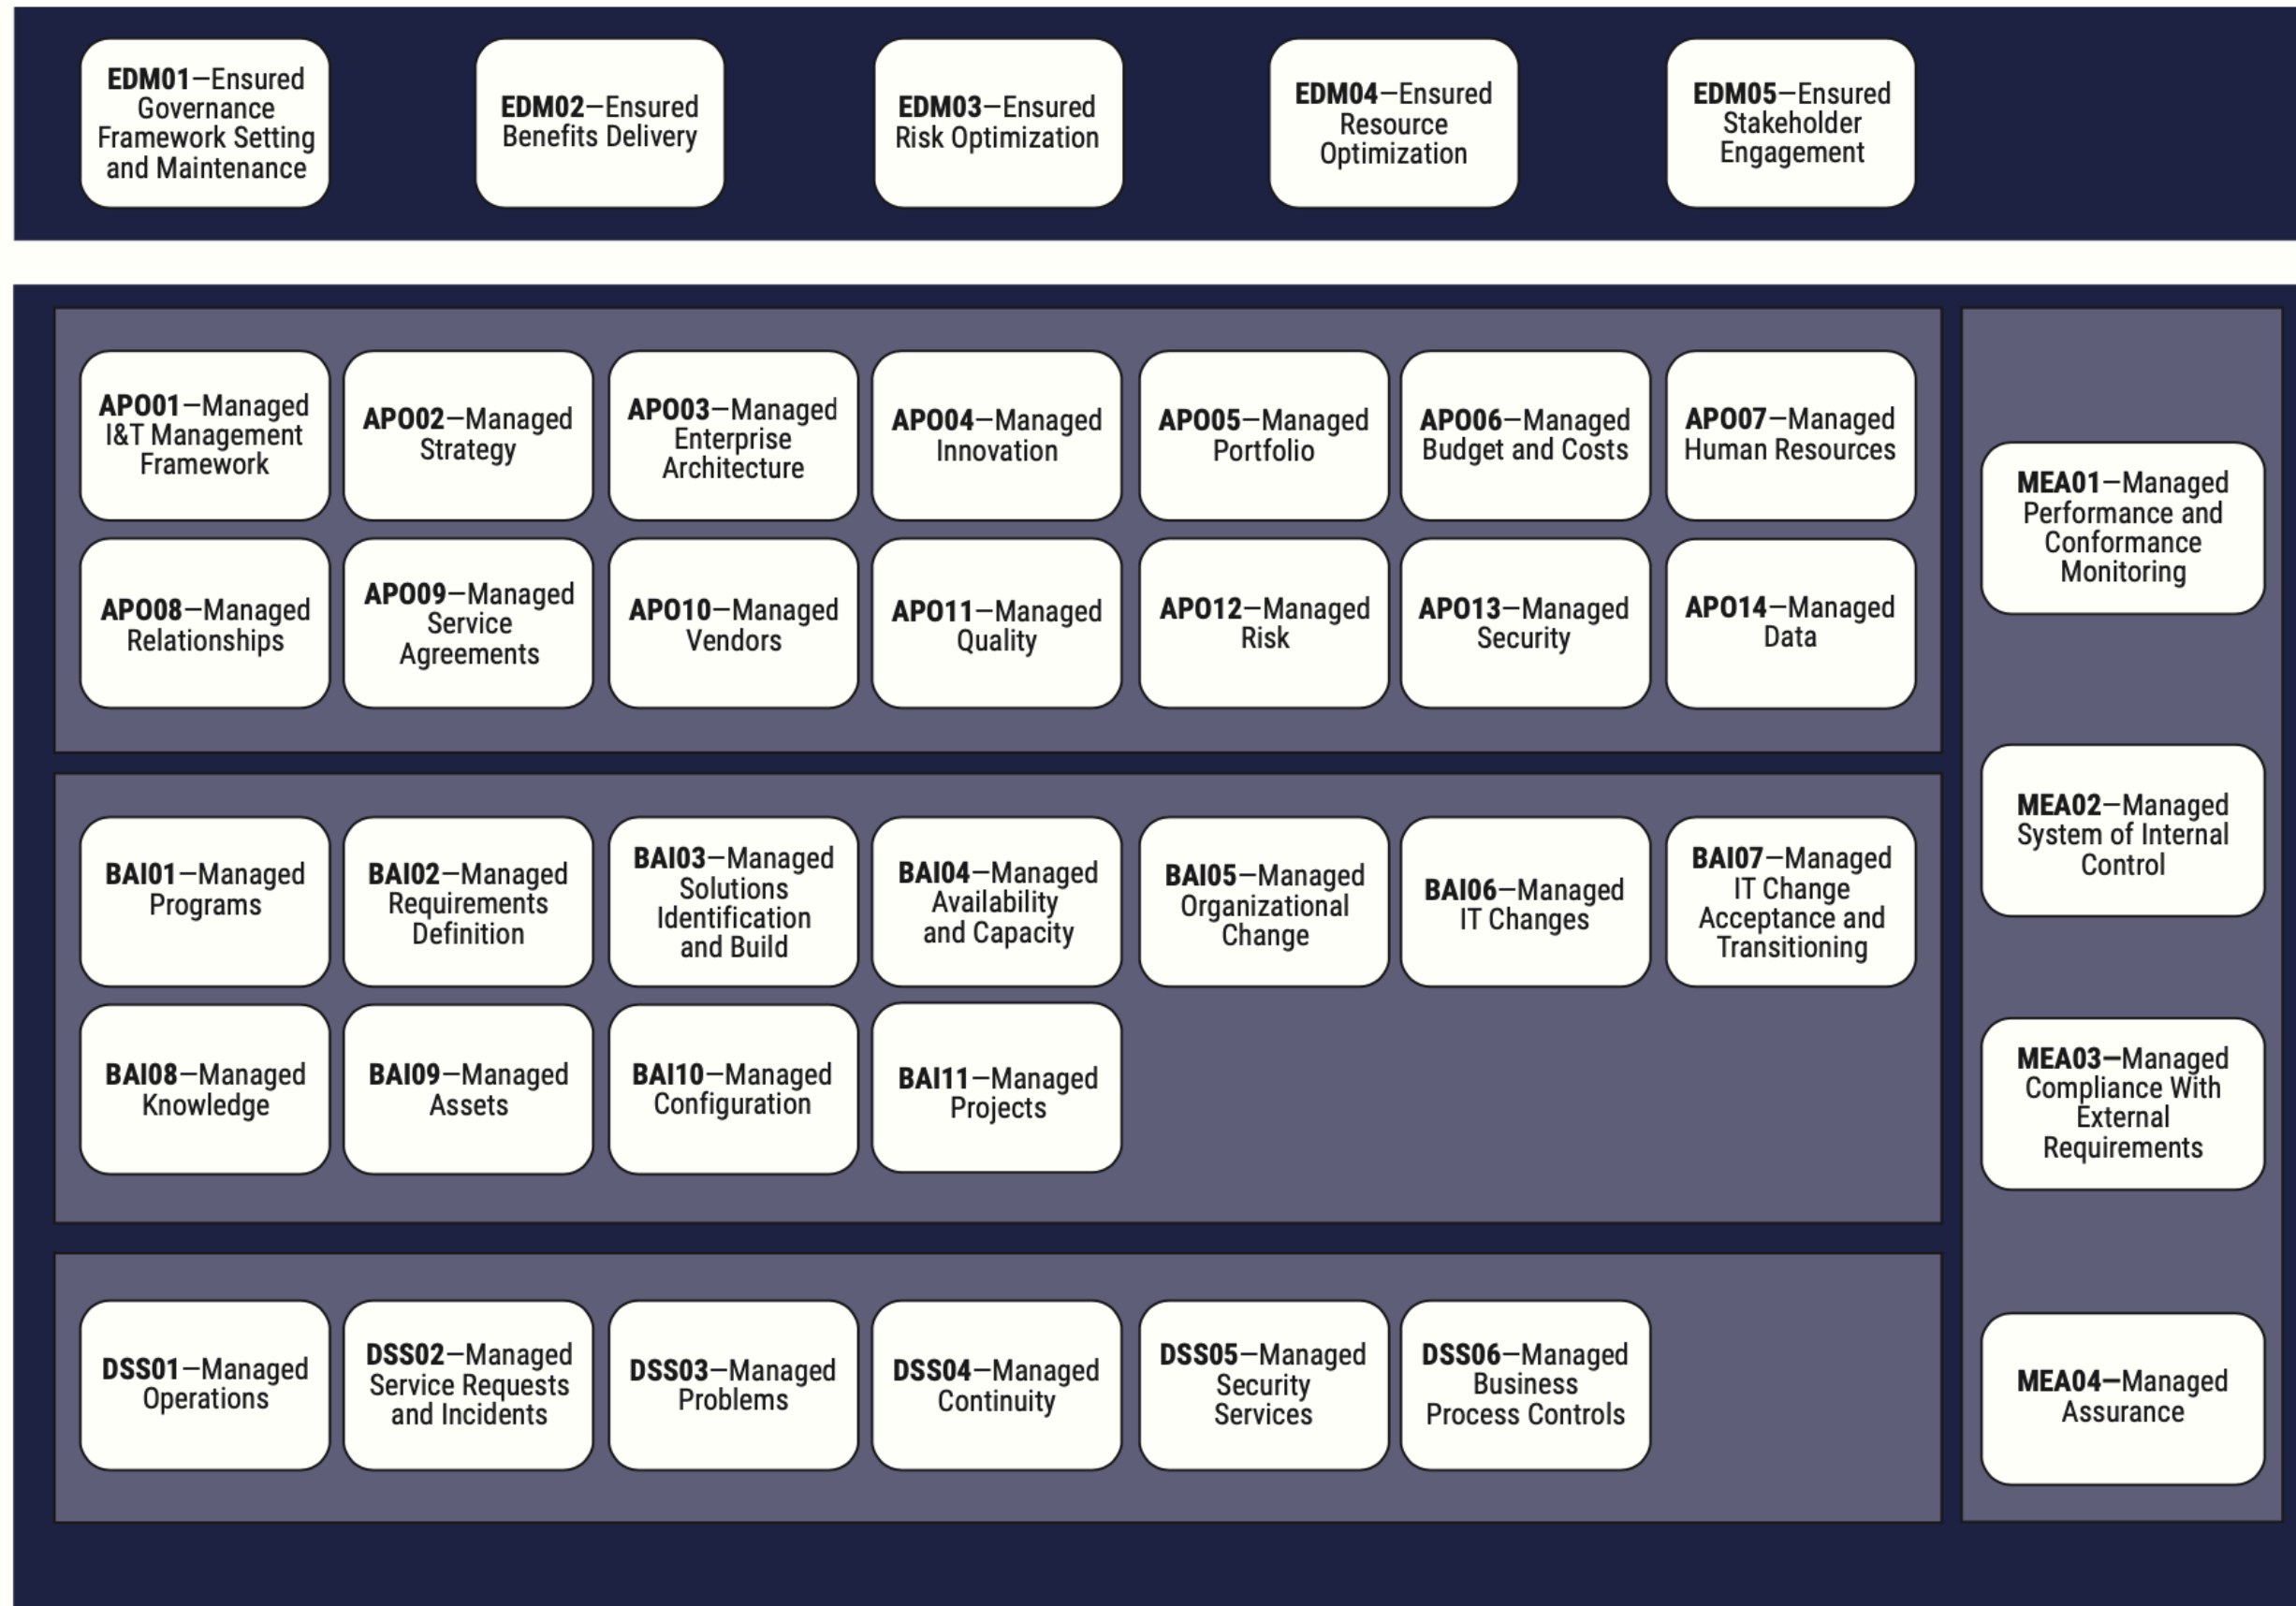 EDM01—Ensured
Governance
Framework Setting
and Maintenance
EDM02—Ensured
Benefits Delivery
EDM03—Ensured
Risk Optimization
EDM04—Ensured
Resource
Optimization
EDM05—Ensured
Stakeholder
Engagement
APO01—Managed
I&T Management
Framework
APO02—Managed
Strategy
APO03—Managed
Enterprise
Architecture
APO04—Managed
Innovation
APO05—Managed
Portfolio
APO06—Managed
Budget and Costs
APO07—Managed
Human Resources
APO08—Managed
Relationships
APO09—Managed
Service
Agreements
APO10—Managed
Vendors
APO11—Managed
Quality
APO12—Managed
Risk
APO13—Managed
Security
APO14—Managed
Data
BAI01—Managed
Programs
BAI02—Managed
Requirements
Definition
BAI03—Managed
Solutions
Identification
and Build
BAI04—Managed
Availability
and Capacity
BAI05—Managed
Organizational
Change
BAI06—Managed
IT Changes
BAI07—Managed
IT Change
Acceptance and
Transitioning
BAI08—Managed
Knowledge
BAI09—Managed
Assets
BAI10—Managed
Configuration
BAI11—Managed
Projects
DSS01—Managed
Operations
DSS02—Managed
Service Requests
and Incidents
DSS03—Managed
Problems
DSS04—Managed
Continuity
DSS05—Managed
Security
Services
DSS06—Managed
Business
Process Controls
MEA01—Managed
Performance and
Conformance
Monitoring
MEA02—Managed
System of Internal
Control
MEA03—Managed
Compliance With
External
Requirements
MEA04—Managed
Assurance